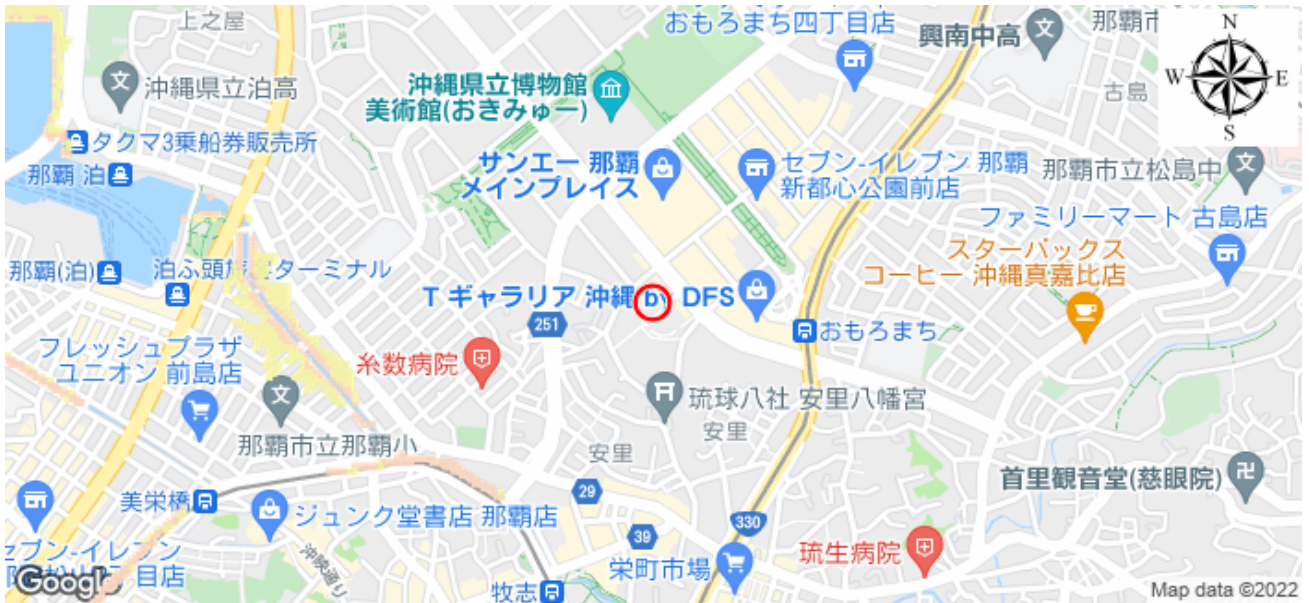 上之屋
おもろまち四丁目店
興南中高
那覇市
N
W
E
S
沖縄県立博物館
美術館(おきみゅー)
沖縄県立泊高
古島
タクマ3乗船券販売所
サンエー 那覇
メインプレイス
セブン-イレブン 那覇
新都心公園前店
那覇市立松島中
那覇 泊
ファミリーマート 古島店
スターバックス
コーヒー 沖縄真嘉比店
那覇(泊)
泊ふ頭旅客ターミナル
T ギャラリア 沖縄 by DFS
251
おもろまち
フレッシュプラザ
ユニオン 前島店
糸数病院
琉球八社 安里八幡宮
安里
那覇市立那覇小
安里
首里観音堂(慈眼院)
29
美栄橋
ジュンク堂書店 那覇店
330
39
セブン-イレブン
目店
沖映通り
栄町市場
琉生病院
牧志
Google
Map data ©2022